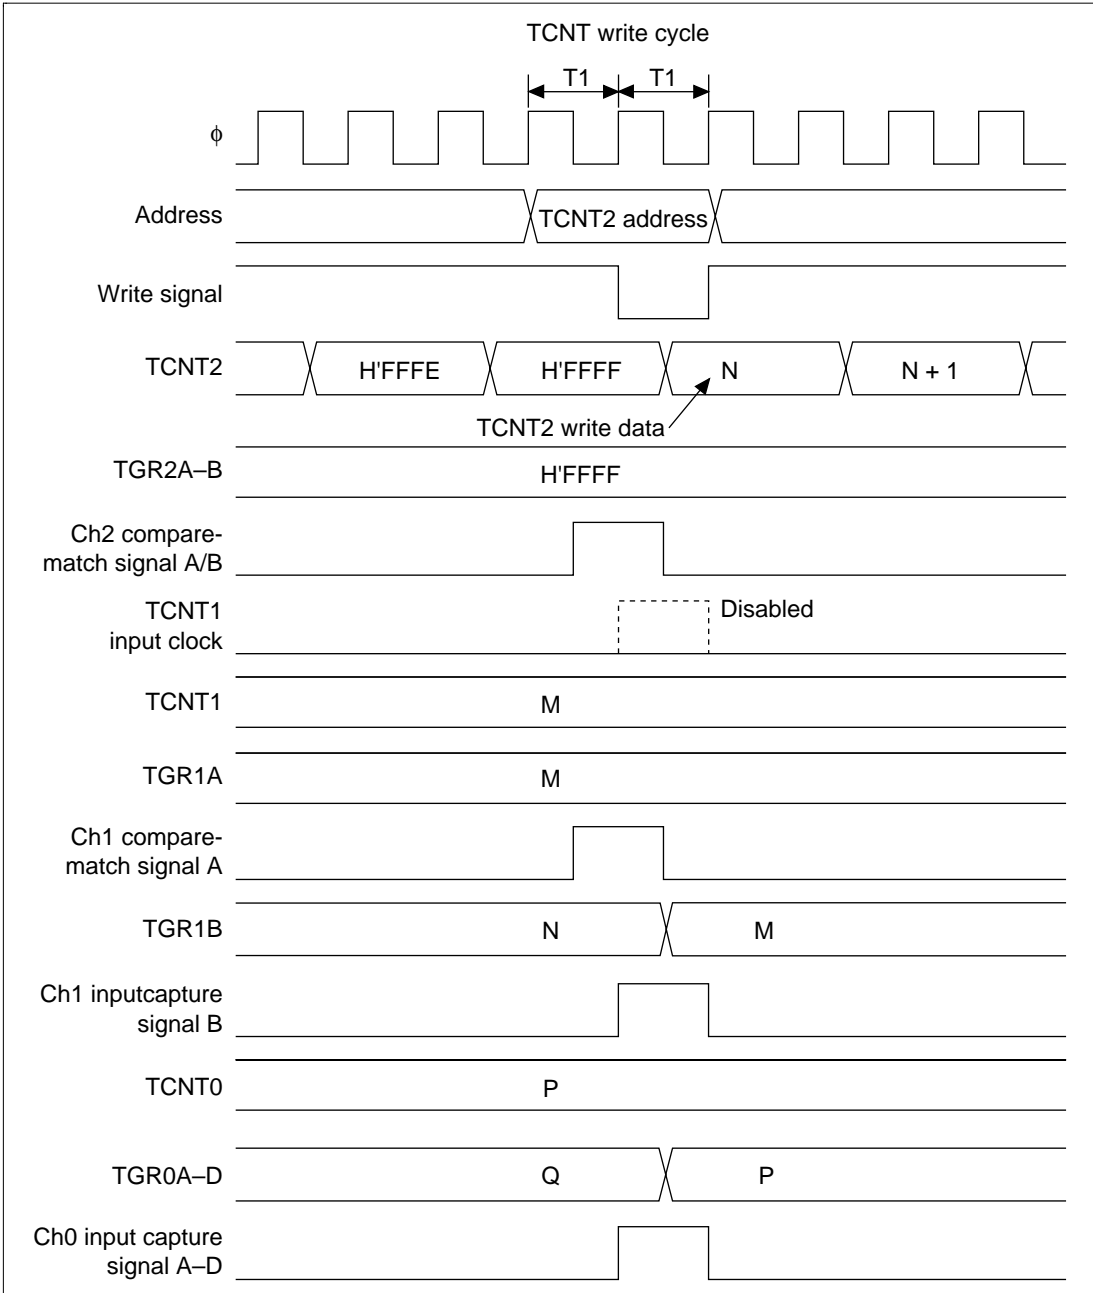 TCNT write cycle
T1 T1
ϕ
Address TCNT2 address
Write signal
TCNT2 H'FFFE H'FFFF N N + 1
TCNT2 write data
TGR2A–B H'FFFF
Ch2 compare-
match signal A/B
TCNT1 Disabled
input clock
TCNT1 M
TGR1A M
Ch1 compare-
match signal A
TGR1B N M
Ch1 inputcapture
signal B
TCNT0 P
TGR0A–D Q P
Ch0 input capture
signal A–D